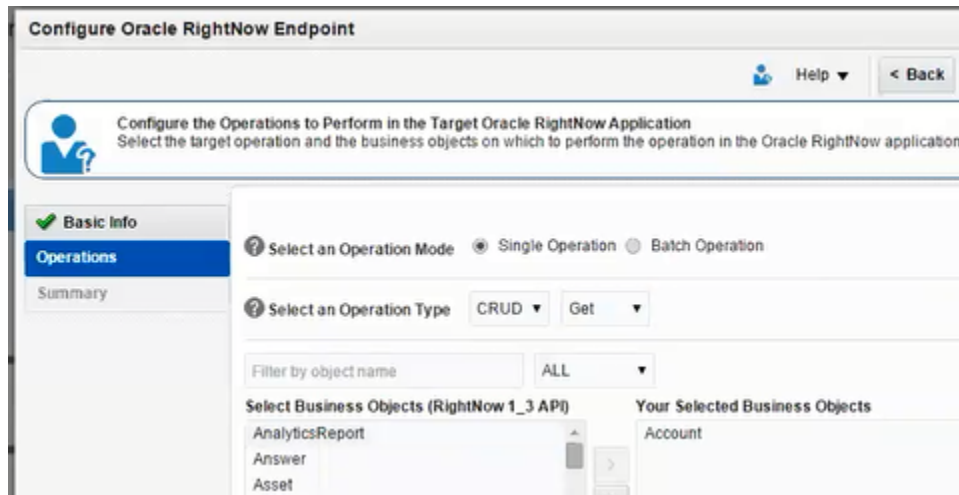 Configure Oracle RightNow Endpoint
Help
< Back
Configure the Operations to Perform in the Target Oracle RightNow Application
Select the target operation and the business objects on which to perform the operation in the Oracle RightNow application
Basic Info
Operations
Summary
Select an Operation Mode Single Operation Batch Operation
Select an Operation Type CRUD Get
Filter by object name ALL
Select Business Objects (RightNow 1_3 API) Your Selected Business Objects
AnalyticsReport Account
Answer
Asset